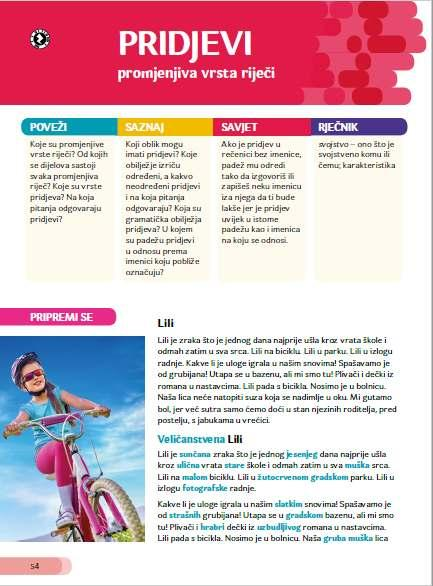 PRIDJEVI
promjenjiva vrsta riječi
POVEŽI
Koje su promjenjive
vrste riječi? Od kojih
se dijelova sastoji
svaka promjenjiva
riječ? Koje su vrste
pridjeva? Na koja
pitanja odgovaraju
pridjevi?
SAZNAJ
Koji oblik mogu
imati pridjevi? Koje
obilježje izriču
određeni, a kakvo
neodređeni pridjevi
i na koja pitanja
odgovaraju? Koja su
gramatička obilježja
pridjeva? U kojem
su padežu pridjevi
u odnosu prema
imenici koju pobliže
označuju?
SAVJET
Ako je pridjev u
rečenici bez imenice,
padež mu odredi
tako da izgovoriš ili
zapišeš neku imenicu
iza njega da ti bude
lakše jer je pridjev
uvijek u istome
padežu kao i imenica
na koju se odnosi.
RJEČNIK
svojstvo – ono što je
svojstveno komu ili
čemu; karakteristika
PRIPREMI SE
Lili
Lili je zraka što je jednog dana najprije ušla kroz vrata škole i
odmah zatim u sva srca. Lili na biciklu. Lili u parku. Lili u izlogu
radnje. Kakve li je uloge igrala u našim snovima! Spašavamo je
od grubijana! Utapa se u bazenu, ali mi smo tu! Plivači i dečki iz
romana u nastavcima. Lili pada s bicikla. Nosimo je u bolnicu.
Naša lica neće natopiti suza koja se nadimlje u oku. Mi gutamo
bol, jer već sutra samo ćemo doći u stan njezinih roditelja, pred
postelju, s jabukama u vrećici.
Veličanstvena Lili
Lili je sunčana zraka što je jednog jesenjeg dana najprije ušla
kroz ulična vrata stare škole i odmah zatim u sva muška srca.
Lili na malom biciklu. Lili u žutocrvenom gradskom parku. Lili u
izlogu fotografske radnje.
Kakve li je uloge igrala u našim slatkim snovima! Spašavamo je
od strašnih grubijana! Utapa se u gradskom bazenu, ali mi smo
tu! Plivači i hrabri dečki iz uzbudljivog romana u nastavcima.
Lili pada s bicikla. Nosimo je u bolnicu. Naša gruba muška lica
54